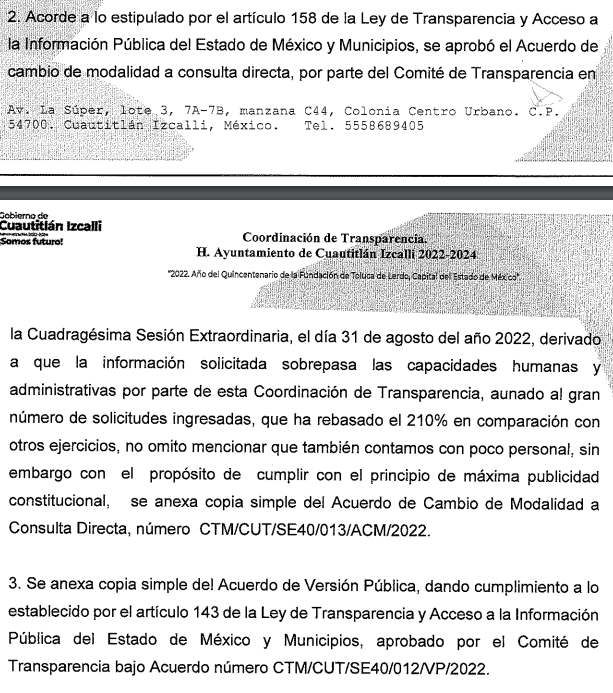 2. Acorde a lo estipulado por el artículo 158 de la Ley de Transparencia y Acceso a
la Información Pública del Estado de México y Municipios, se aprobó el Acuerdo de
cambio de modalidad a consulta directa, por parte del Comité de Transparencia en
Av. La Súper, lote 3, 7A-7B, manzana C44, Colonia Centro Urbano. C.P.
54700. Cuautitlán Izcalli, México. Tel. 5558689405
Gobierno de
Cuautitlán Izcalli
¡Somos futuro!
Coordinación de Transparencia.
H. Ayuntamiento de Cuautitlán Izcalli 2022-2024
"2022. Año del Quincentenario de la Fundación de Toluca de Lerdo, Capital del Estado de México".
la Cuadragésima Sesión Extraordinaria, el día 31 de agosto del año 2022, derivado
a que la información solicitada sobrepasa las capacidades humanas y
administrativas por parte de esta Coordinación de Transparencia, aunado al gran
número de solicitudes ingresadas, que ha rebasado el 210% en comparación con
otros ejercicios, no omito mencionar que también contamos con poco personal, sin
embargo con el propósito de cumplir con el principio de máxima publicidad
constitucional, se anexa copia simple del Acuerdo de Cambio de Modalidad a
Consulta Directa, número CTM/CUT/SE40/013/ACM/2022.
3. Se anexa copia simple del Acuerdo de Versión Pública, dando cumplimiento a lo
establecido por el artículo 143 de la Ley de Transparencia y Acceso a la Información
Pública del Estado de México y Municipios, aprobado por el Comité de
Transparencia bajo Acuerdo número CTM/CUT/SE40/012/VP/2022.